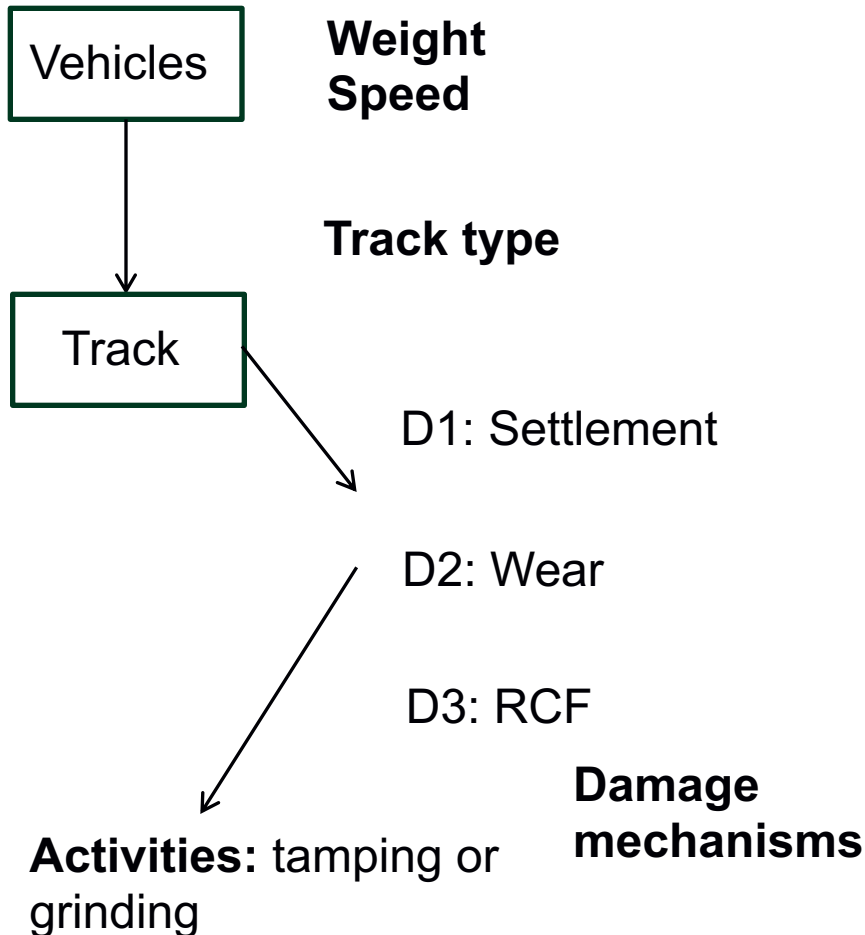 Vehicles
Weight
Speed
Track type
Track
D1: Settlement
D2: Wear
D3: RCF
Damage
mechanisms
Activities: tamping or
grinding